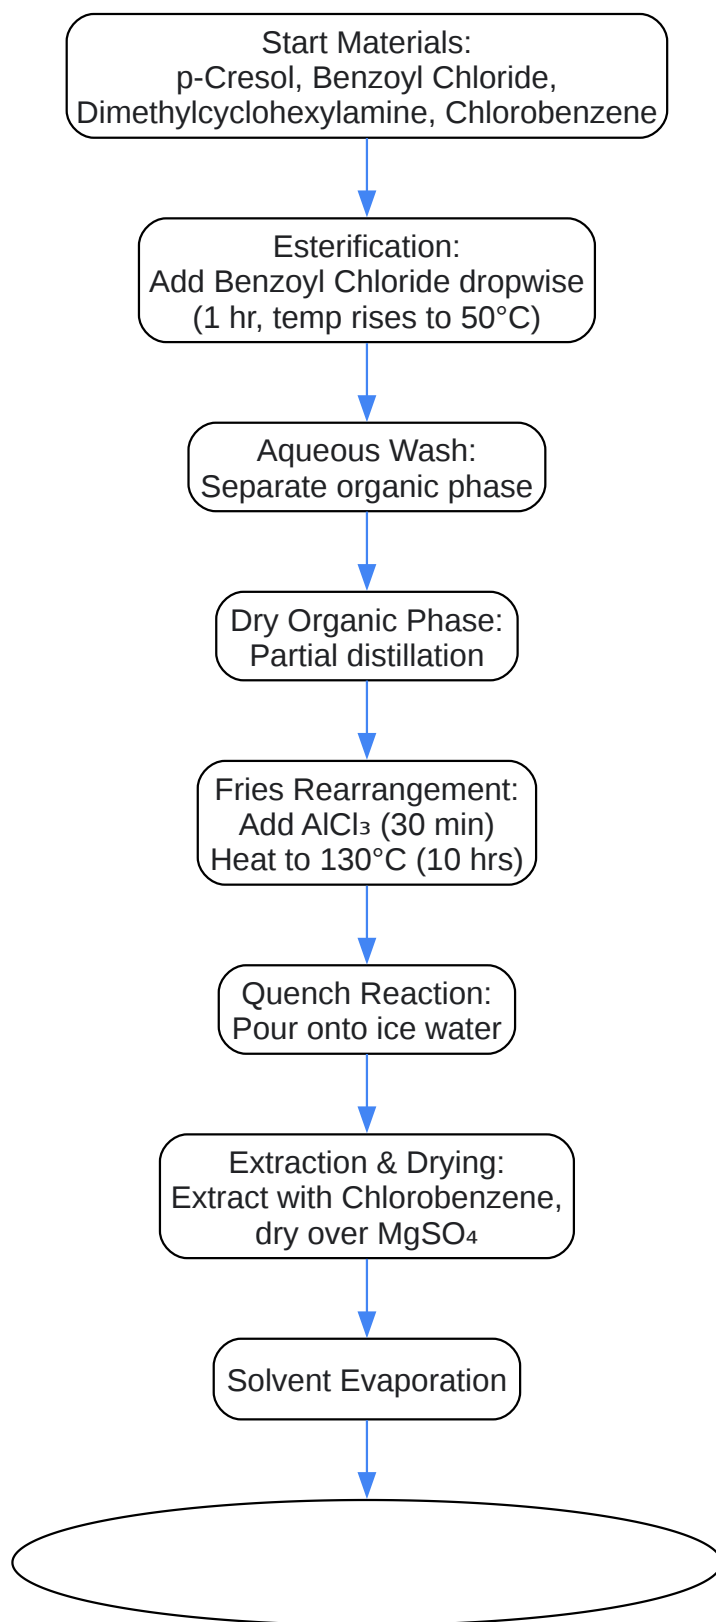 Start Materials:
p-Cresol, Benzoyl Chloride,
Dimethylcyclohexylamine, Chlorobenzene
Esterification:
Add Benzoyl Chloride dropwise
(1 hr, temp rises to 50°C)
Aqueous Wash:
Separate organic phase
Dry Organic Phase:
Partial distillation
Fries Rearrangement:
Add AlCl₃ (30 min)
Heat to 130°C (10 hrs)
Quench Reaction:
Pour onto ice water
Extraction & Drying:
Extract with Chlorobenzene,
dry over MgSO₄
Solvent Evaporation